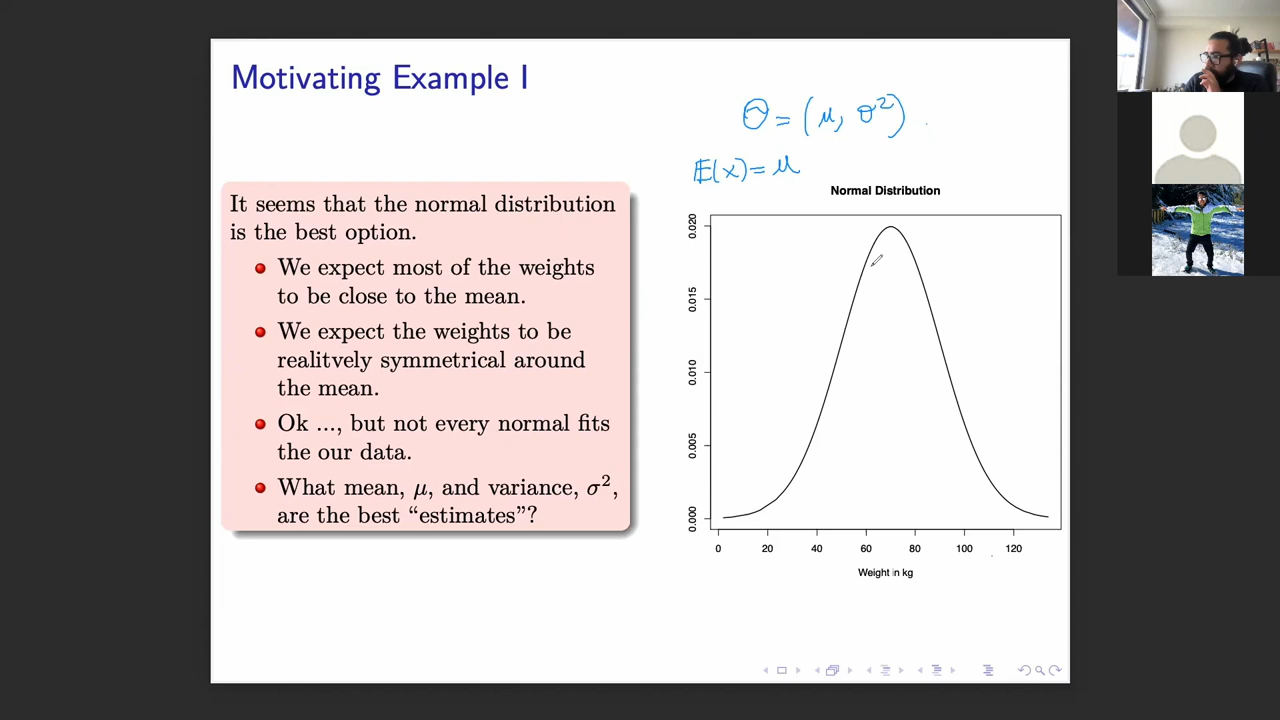 Motivating Example I
Θ = (μ, σ²)
𝔼(x) = μ
It seems that the normal distribution
is the best option.
We expect most of the weights
to be close to the mean.
We expect the weights to be
realitvely symmetrical around
the mean.
Ok ..., but not every normal fits
the our data.
What mean, μ, and variance, σ²,
are the best “estimates”?
Normal Distribution
0.020
0.015
0.010
0.005
0.000
0 20 40 60 80 100 120
Weight in kg